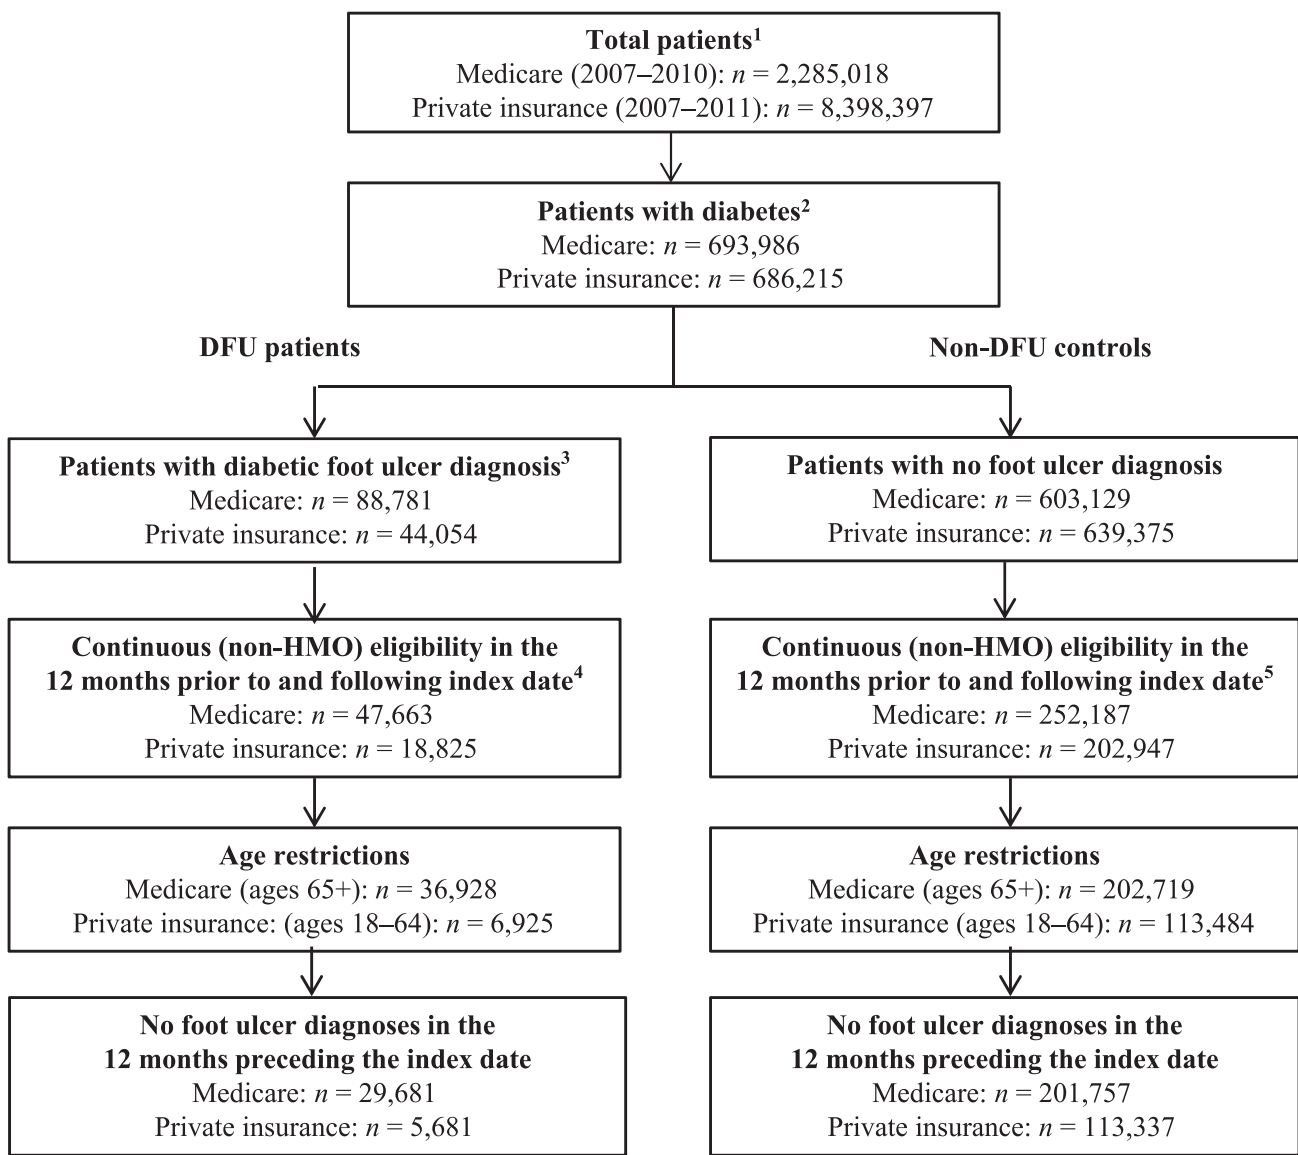 Total patients¹
Medicare (2007–2010): n = 2,285,018
Private insurance (2007–2011): n = 8,398,397
Patients with diabetes²
Medicare: n = 693,986
Private insurance: n = 686,215
DFU patients
Non-DFU controls
Patients with diabetic foot ulcer diagnosis³
Medicare: n = 88,781
Private insurance: n = 44,054
Patients with no foot ulcer diagnosis
Medicare: n = 603,129
Private insurance: n = 639,375
Continuous (non-HMO) eligibility in the
12 months prior to and following index date⁴
Medicare: n = 47,663
Private insurance: n = 18,825
Continuous (non-HMO) eligibility in the
12 months prior to and following index date⁵
Medicare: n = 252,187
Private insurance: n = 202,947
Age restrictions
Medicare (ages 65+): n = 36,928
Private insurance: (ages 18–64): n = 6,925
Age restrictions
Medicare (ages 65+): n = 202,719
Private insurance (ages 18–64): n = 113,484
No foot ulcer diagnoses in the
12 months preceding the index date
Medicare: n = 29,681
Private insurance: n = 5,681
No foot ulcer diagnoses in the
12 months preceding the index date
Medicare: n = 201,757
Private insurance: n = 113,337